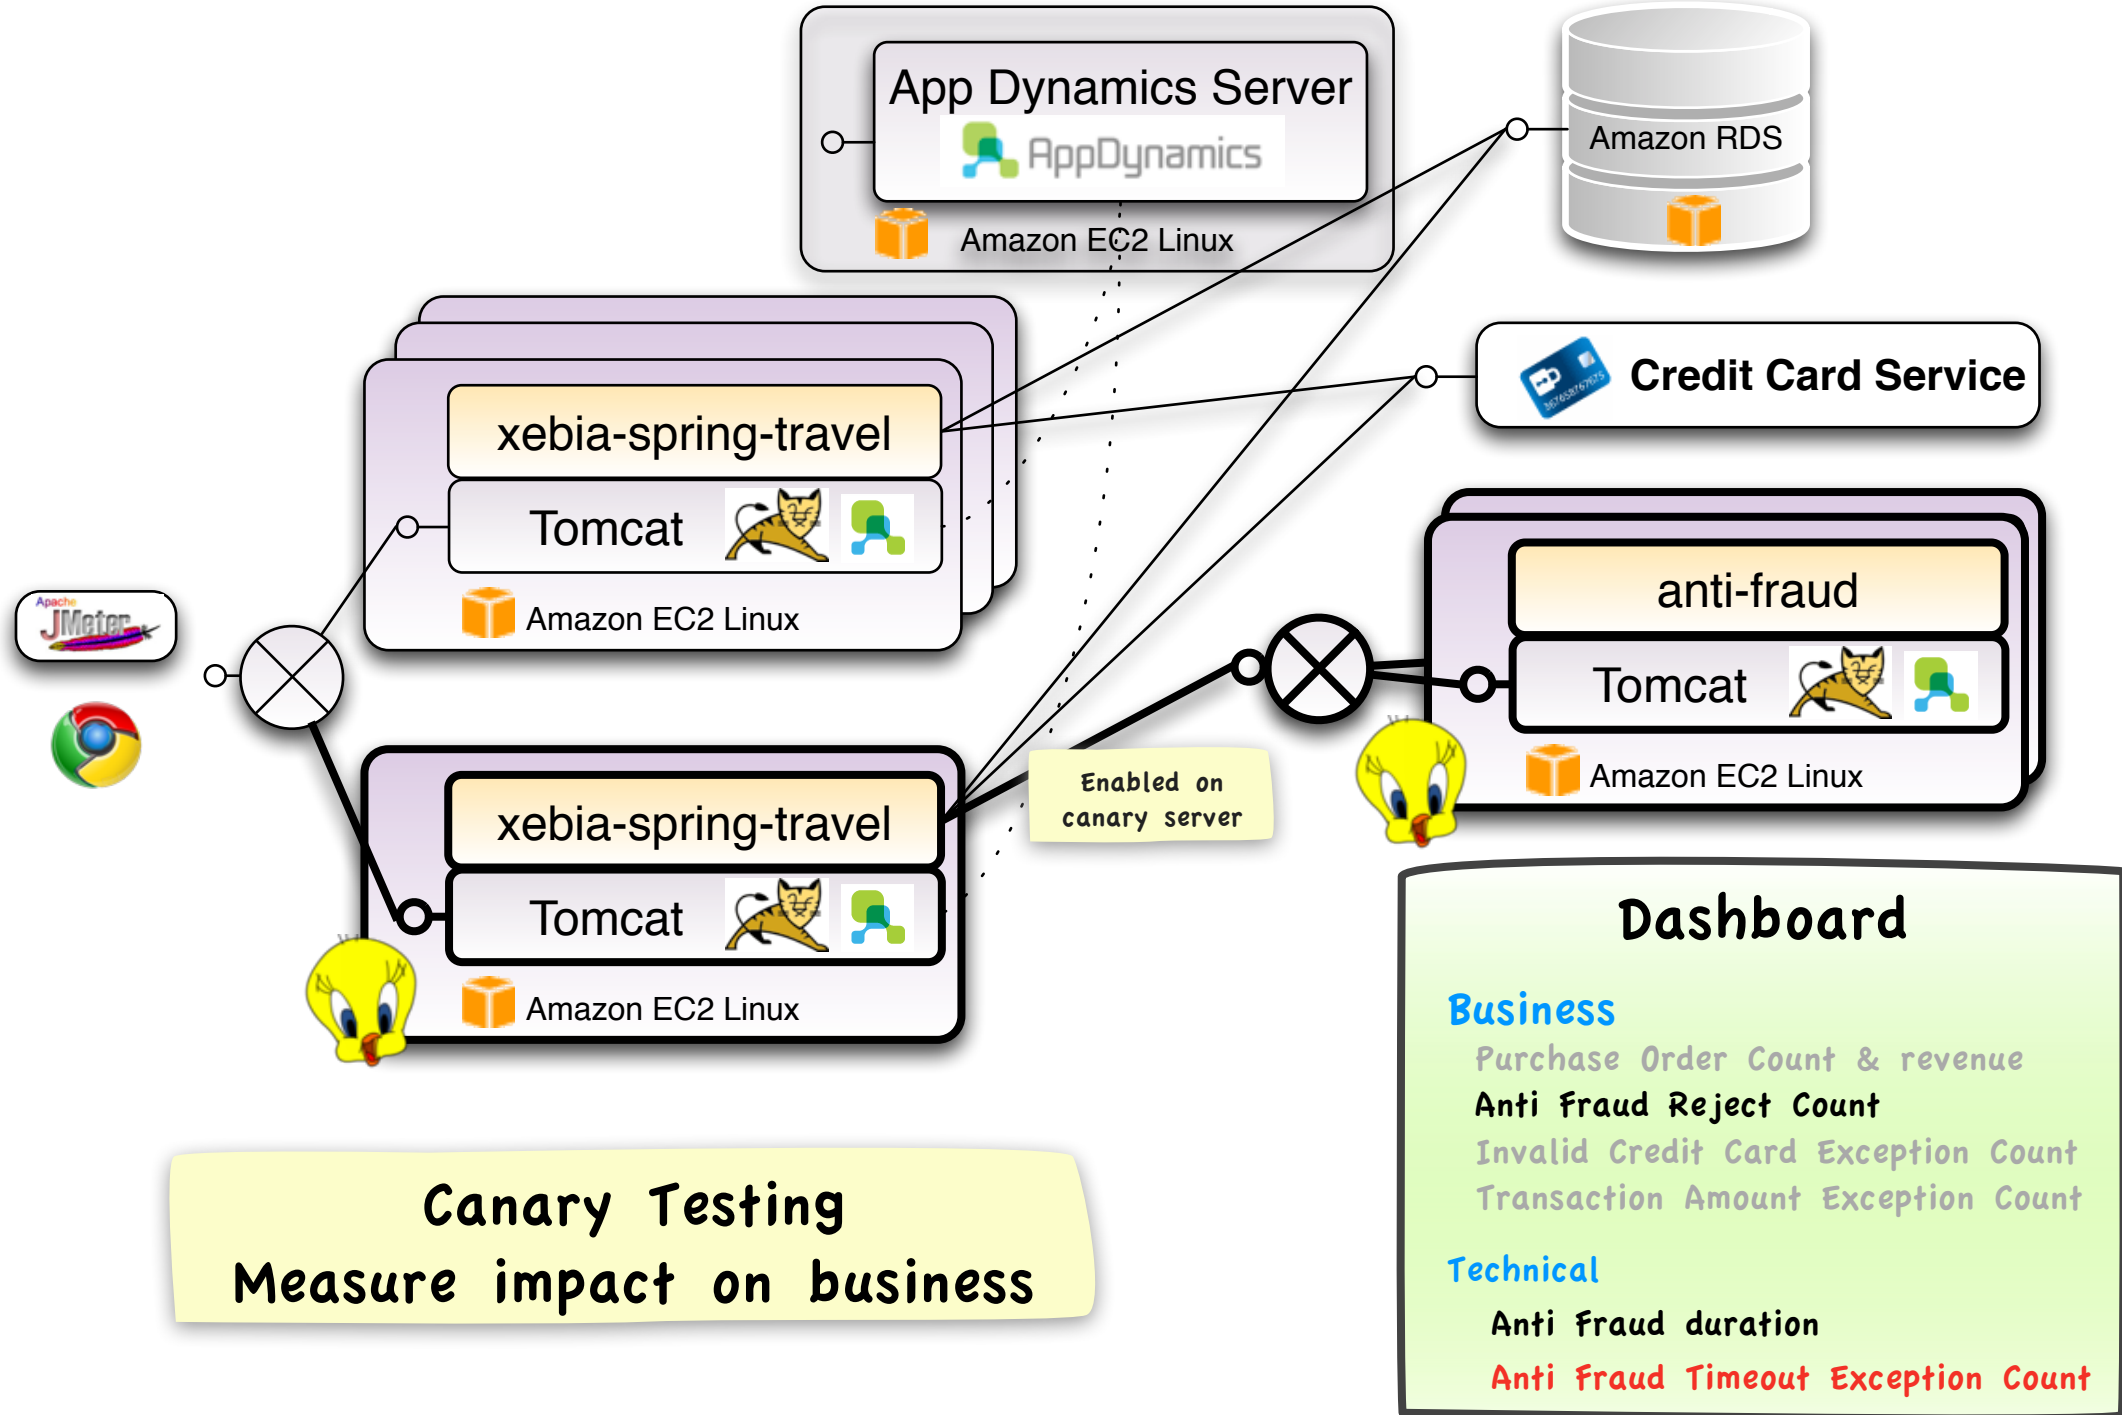 App Dynamics Server
AppDynamics
Amazon EC2 Linux
Amazon RDS
Credit Card Service
xebia-spring-travel
Tomcat
Amazon EC2 Linux
Apache
JMeter
anti-fraud
Tomcat
Amazon EC2 Linux
Enabled on
canary server
xebia-spring-travel
Tomcat
Amazon EC2 Linux
Canary Testing
Measure impact on business
Dashboard
Business
Purchase Order Count & revenue
Anti Fraud Reject Count
Invalid Credit Card Exception Count
Transaction Amount Exception Count
Technical
Anti Fraud duration
Anti Fraud Timeout Exception Count